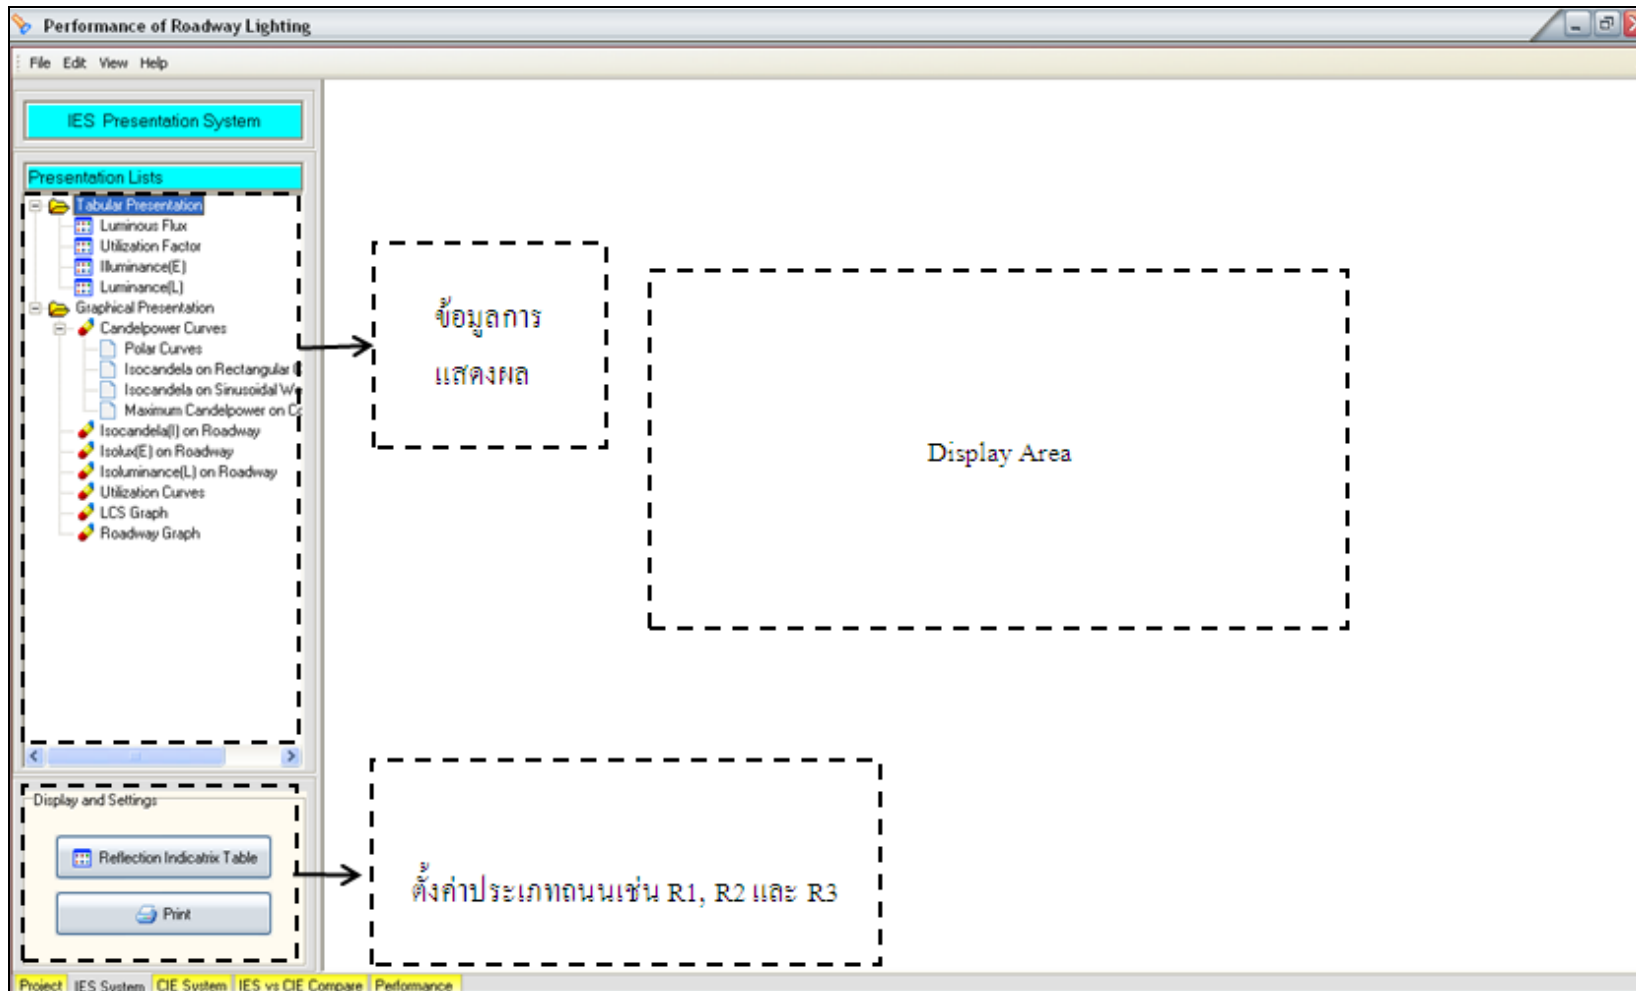 Performance of Roadway Lighting
File Edit View Help
IES Presentation System
Presentation Lists
Tabular Presentation
Luminous Flux
Utilization Factor
Illuminance(E)
Luminance(L)
Graphical Presentation
Candelpower Curves
Polar Curves
Isocandela on Rectangular
Isocandela on Sinusoidal We
Maximum Candelpower on Co
Isocandela(I) on Roadway
Isolux(E) on Roadway
Isoluminance(L) on Roadway
Utilization Curves
LCS Graph
Roadway Graph
ข้อมูลการ
แสดงผล
Display Area
Display and Settings
Reflection Indicatrix Table
Print
ตั้งค่าประเภทถนนเช่น R1, R2 และ R3
Project IES System CIE System IES vs CIE Compare Performance